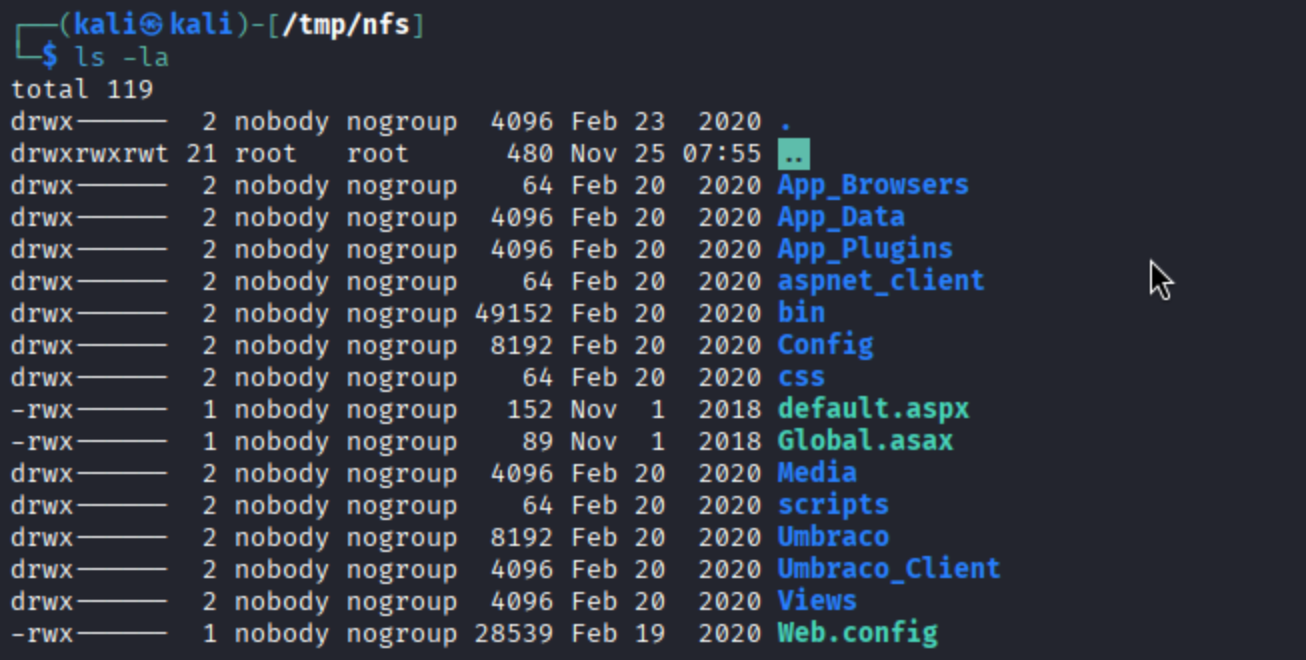 ┌──(kali㉿kali)-[/tmp/nfs]
└─$ ls -la
total 119
drwx------  2 nobody nogroup  4096 Feb 23  2020 .
drwxrwxrwt 21 root   root      480 Nov 25 07:55 ..
drwx------  2 nobody nogroup    64 Feb 20  2020 App_Browsers
drwx------  2 nobody nogroup  4096 Feb 20  2020 App_Data
drwx------  2 nobody nogroup  4096 Feb 20  2020 App_Plugins
drwx------  2 nobody nogroup    64 Feb 20  2020 aspnet_client
drwx------  2 nobody nogroup 49152 Feb 20  2020 bin
drwx------  2 nobody nogroup  8192 Feb 20  2020 Config
drwx------  2 nobody nogroup    64 Feb 20  2020 css
-rwx------  1 nobody nogroup   152 Nov  1  2018 default.aspx
-rwx------  1 nobody nogroup    89 Nov  1  2018 Global.asax
drwx------  2 nobody nogroup  4096 Feb 20  2020 Media
drwx------  2 nobody nogroup    64 Feb 20  2020 scripts
drwx------  2 nobody nogroup  8192 Feb 20  2020 Umbraco
drwx------  2 nobody nogroup  4096 Feb 20  2020 Umbraco_Client
drwx------  2 nobody nogroup  4096 Feb 20  2020 Views
-rwx------  1 nobody nogroup 28539 Feb 19  2020 Web.config